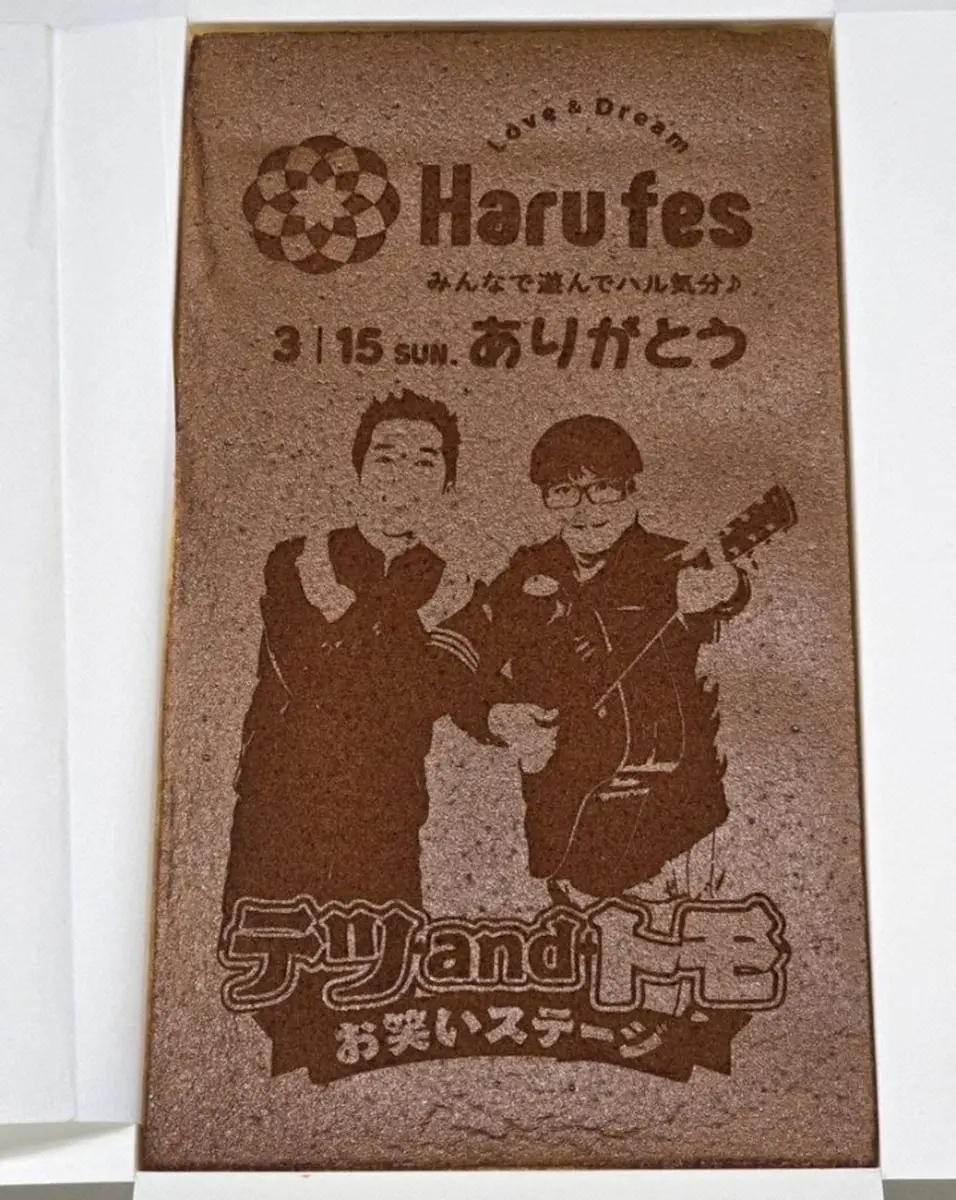 Love & Dream
Haru fes
みんなで遊んでハル気分♪
3|15 SUN. ありがとう
テツandトモ
お笑いステージ